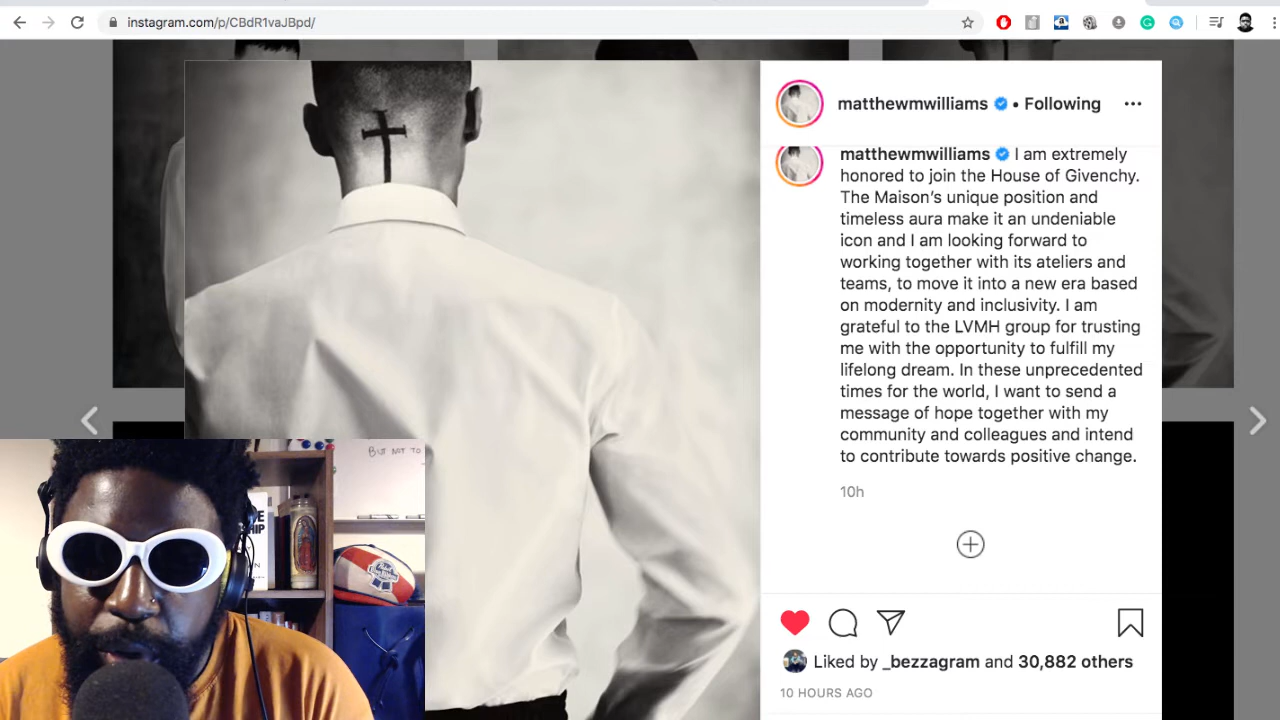 instagram.com/p/CBdR1vaJBpd/
matthewmwilliams • Following •••
matthewmwilliams I am extremely
honored to join the House of Givenchy.
The Maison's unique position and
timeless aura make it an undeniable
icon and I am looking forward to
working together with its ateliers and
teams, to move it into a new era based
on modernity and inclusivity. I am
grateful to the LVMH group for trusting
me with the opportunity to fulfill my
lifelong dream. In these unprecedented
times for the world, I want to send a
message of hope together with my
community and colleagues and intend
to contribute towards positive change.
10h
Liked by _bezzagram and 30,882 others
10 HOURS AGO
BUT NOT TO